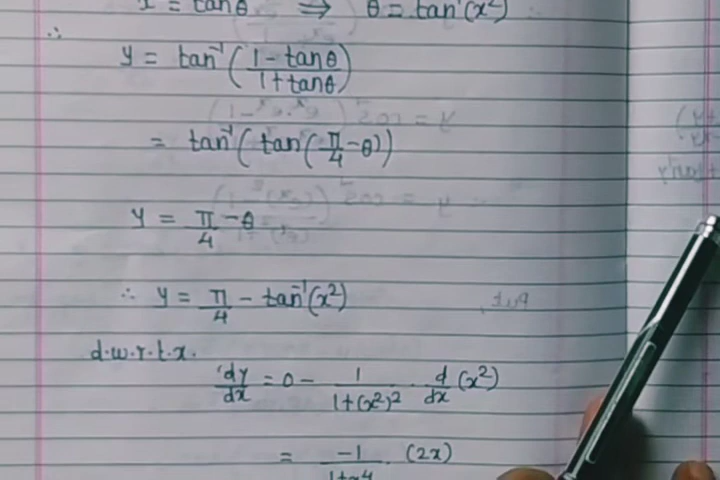 = tanθ ⇒ θ = tan⁻¹(x²)
∴
y = tan⁻¹(1 - tanθ / 1 + tanθ)
= tan⁻¹(tan(π/4 - θ))
y = π/4 - θ
∴ y = π/4 - tan⁻¹(x²)
d.w.r.t.x.
dy/dx = 0 - 1/1+(x²)² . d/dx (x²)
= -1/1+x⁴ . (2x)